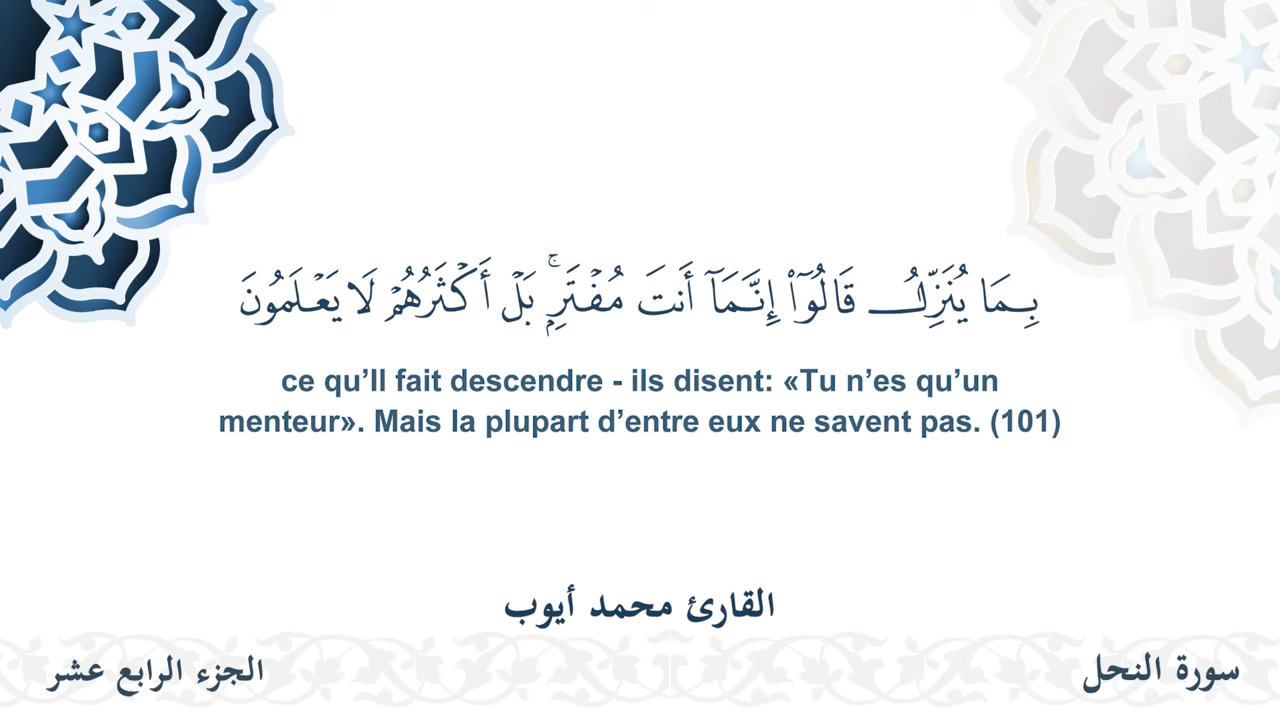 بِمَا يُنَزِّلُ قَالُوٓا۟ إِنَّمَآ أَنتَ مُفْتَرٍۭ ۚ بَلْ أَكْثَرُهُمْ لَا يَعْلَمُونَ
ce qu’Il fait descendre - ils disent: «Tu n’es qu’un
menteur». Mais la plupart d’entre eux ne savent pas. (101)
القارئ محمد أيوب
سورة النحل
الجزء الرابع عشر